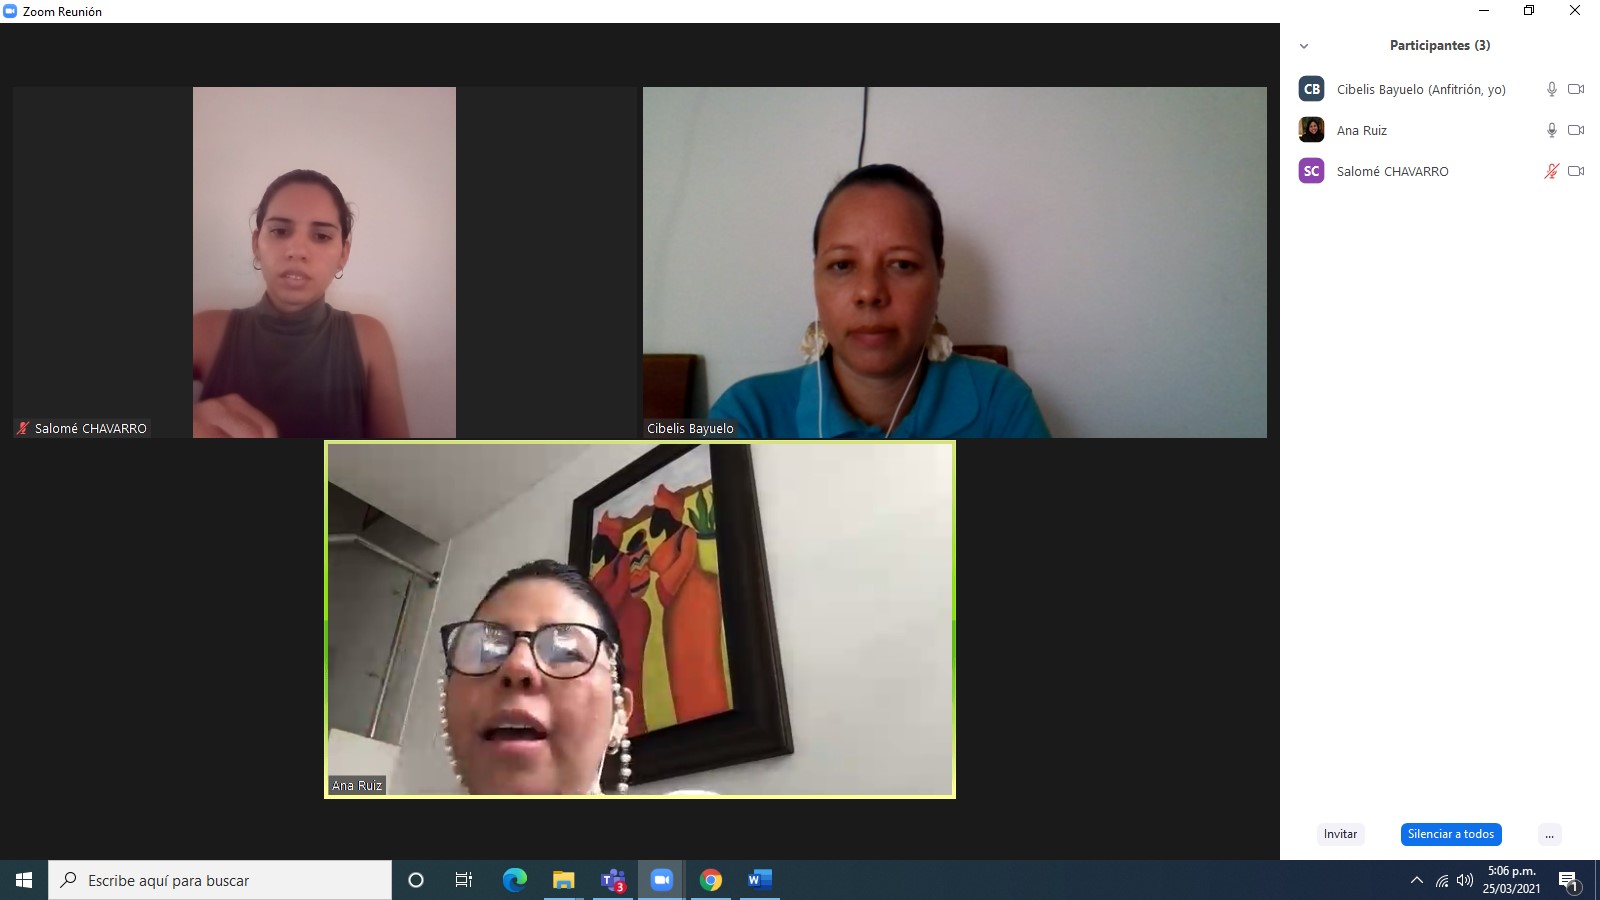 Zoom Reunión
Participantes (3)
CB Cibelis Bayuelo (Anfitrión, yo)
Ana Ruiz
SC Salomé CHAVARRO
Salomé CHAVARRO
Cibelis Bayuelo
Ana Ruiz
Invitar
Silenciar a todos
...
Escribe aquí para buscar
3
5:06 p.m.
25/03/2021
1